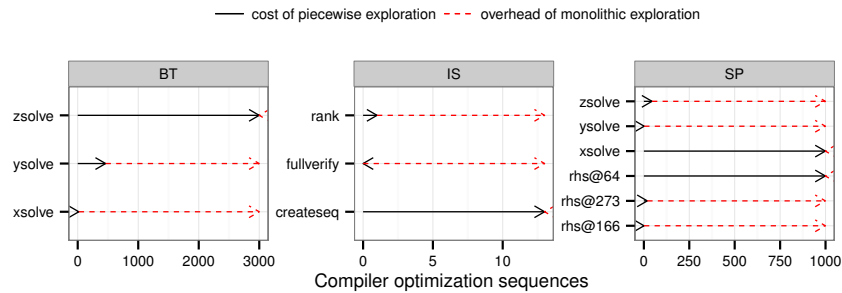 cost of piecewise exploration overhead of monolithic exploration
BT
zsolve
ysolve
xsolve
0 1000 2000 3000
IS
rank
fullverify
createseq
0 5 10
SP
zsolve
ysolve
xsolve
rhs@64
rhs@273
rhs@166
0 250 500 750 1000
Compiler optimization sequences